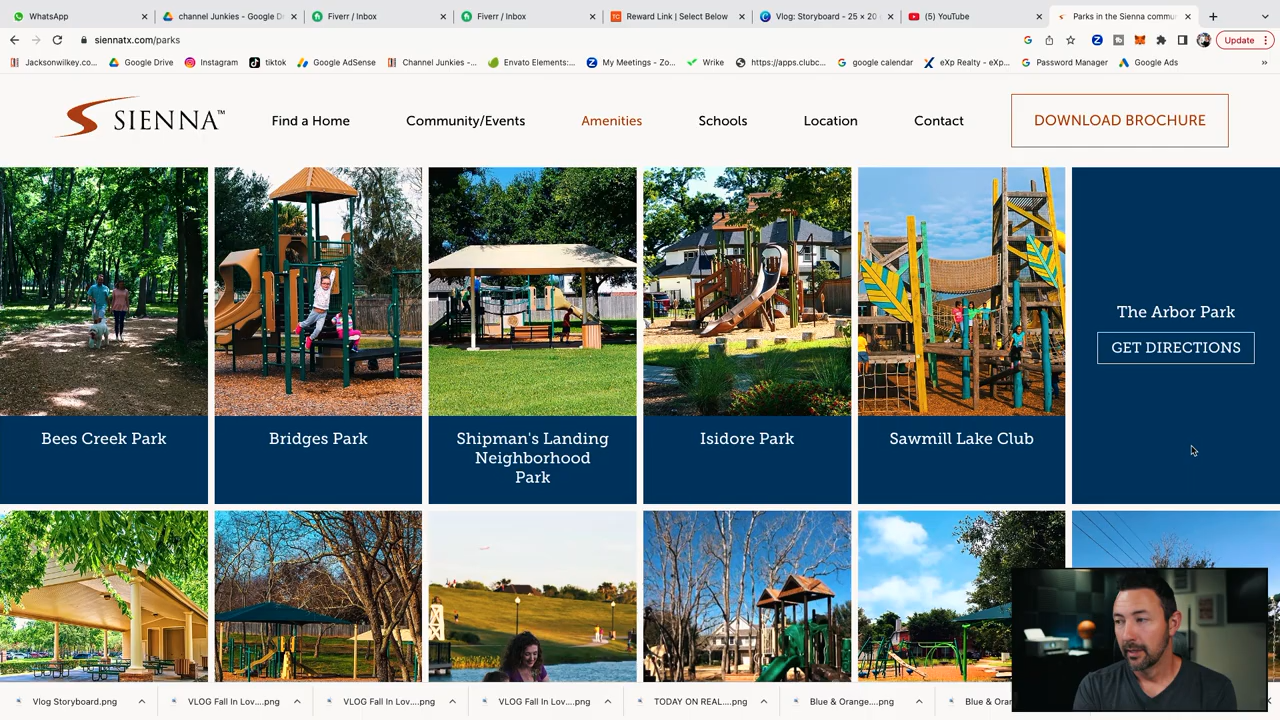 WhatsApp
channel Junkies - Google D
Fiverr / Inbox
Fiverr / Inbox
Reward Link | Select Below
Vlog: Storyboard - 25 × 20
(5) YouTube
Parks in the Sienna commu
siennatx.com/parks
Update
Jacksonwilkey.co...
Google Drive
Instagram
tiktok
Google AdSense
Channel Junkies -...
Envato Elements:...
My Meetings - Zo...
Wrike
https://apps.clubc...
google calendar
eXp Realty - eXp...
Password Manager
Google Ads
»
SIENNA™
Find a Home
Community/Events
Amenities
Schools
Location
Contact
DOWNLOAD BROCHURE
The Arbor Park
GET DIRECTIONS
Bees Creek Park
Bridges Park
Shipman's Landing
Neighborhood
Park
Isidore Park
Sawmill Lake Club
Vlog Storyboard.png
VLOG Fall In Lov....png
VLOG Fall In Lov....png
VLOG Fall In Lov....png
TODAY ON REAL....png
Blue & Orange....png
Blue & Oran